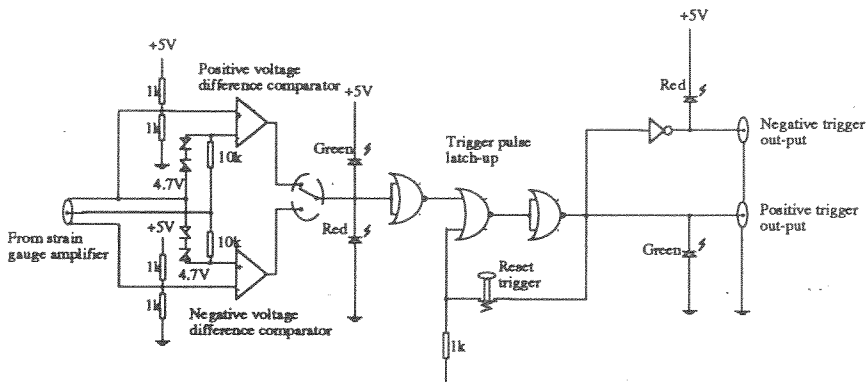 +5V
+5V
Positive voltage
difference comparator
+5V
1k
1k
Red
Negative trigger
out-put
Green
Trigger pulse
latch-up
10k
4.7V
Positive trigger
out-put
+5V
From strain
gauge amplifier
10k
Red
Green
1k
4.7V
Reset
trigger
1k
Negative voltage
difference comparator
1k